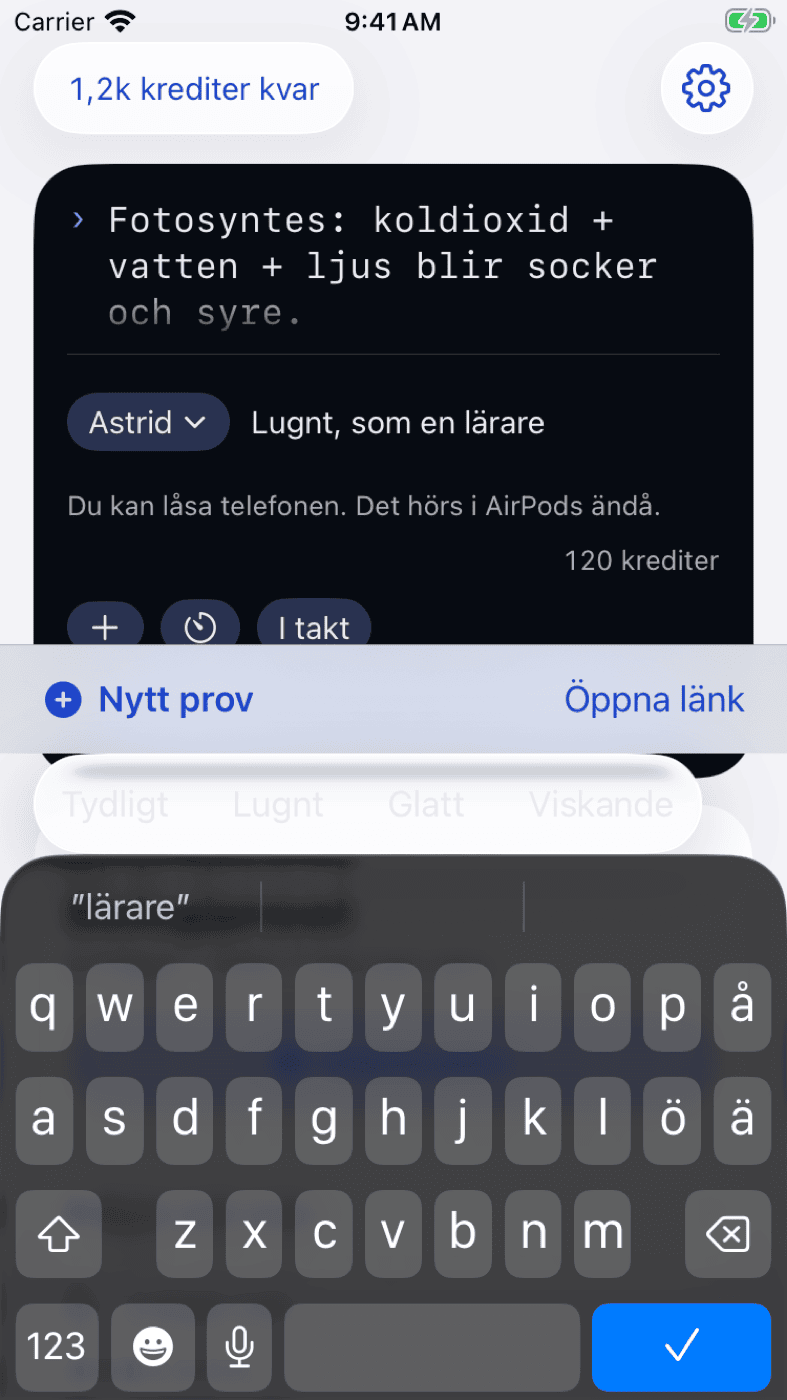 Carrier 9:41 AM
1,2k krediter kvar
› Fotosyntes: koldioxid +
vatten + ljus blir socker
och syre.
Astrid Lugnt, som en lärare
Du kan låsa telefonen. Det hörs i AirPods ändå.
120 krediter
I takt
Nytt prov Öppna länk
Tydligt Lugnt Glatt Viskande
"lärare"
q w e r t y u i o p å
a s d f g h j k l ö ä
z x c v b n m
123